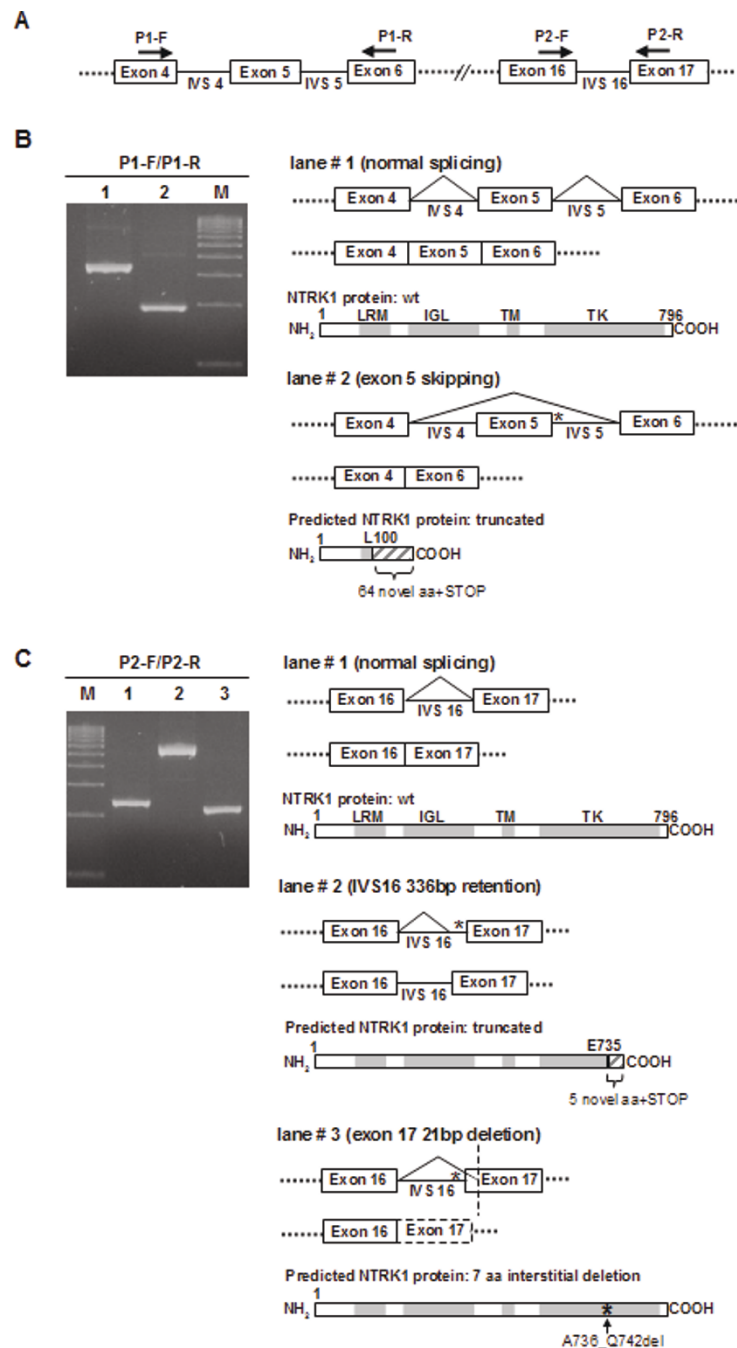 A
P1-F P1-R P2-F P2-R
Exon 4 IVS 4 Exon 5 IVS 5 Exon 6 // Exon 16 IVS 16 Exon 17
B
P1-F/P1-R
1 2 M
lane # 1 (normal splicing)
Exon 4 IVS 4 Exon 5 IVS 5 Exon 6
Exon 4 Exon 5 Exon 6
NTRK1 protein: wt
1 LRM IGL TM TK 796
NH2 COOH
lane # 2 (exon 5 skipping)
Exon 4 IVS 4 Exon 5 * IVS 5 Exon 6
Exon 4 Exon 6
Predicted NTRK1 protein: truncated
1 L100
NH2 COOH
64 novel aa+STOP
C
P2-F/P2-R
M 1 2 3
lane # 1 (normal splicing)
Exon 16 IVS 16 Exon 17
Exon 16 Exon 17
NTRK1 protein: wt
1 LRM IGL TM TK 796
NH2 COOH
lane # 2 (IVS16 336bp retention)
Exon 16 IVS 16 * Exon 17
Exon 16 IVS 16 Exon 17
Predicted NTRK1 protein: truncated
1 E735
NH2 COOH
5 novel aa+STOP
lane # 3 (exon 17 21bp deletion)
Exon 16 IVS 16 * Exon 17
Exon 16 Exon 17
Predicted NTRK1 protein: 7 aa interstitial deletion
1
NH2 * COOH
A736_Q742del